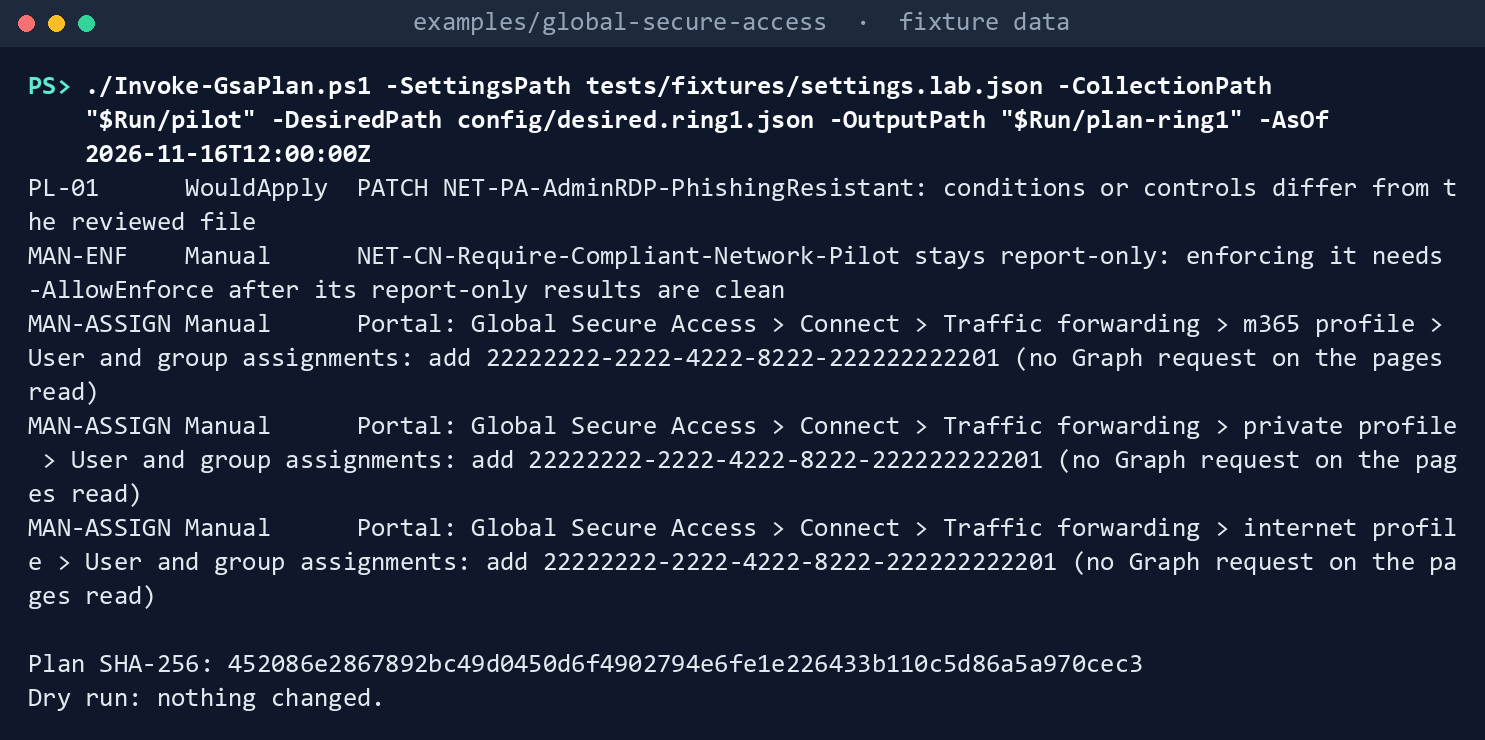 examples/global-secure-access · fixture data
PS> ./Invoke-GsaPlan.ps1 -SettingsPath tests/fixtures/settings.lab.json -CollectionPath
"$Run/pilot" -DesiredPath config/desired.ring1.json -OutputPath "$Run/plan-ring1" -AsOf
2026-11-16T12:00:00Z
PL-01      WouldApply  PATCH NET-PA-AdminRDP-PhishingResistant: conditions or controls differ from t
he reviewed file
MAN-ENF    Manual      NET-CN-Require-Compliant-Network-Pilot stays report-only: enforcing it needs
-AllowEnforce after its report-only results are clean
MAN-ASSIGN Manual      Portal: Global Secure Access > Connect > Traffic forwarding > m365 profile >
User and group assignments: add 22222222-2222-4222-8222-222222222201 (no Graph request on the pages
read)
MAN-ASSIGN Manual      Portal: Global Secure Access > Connect > Traffic forwarding > private profile
> User and group assignments: add 22222222-2222-4222-8222-222222222201 (no Graph request on the pag
es read)
MAN-ASSIGN Manual      Portal: Global Secure Access > Connect > Traffic forwarding > internet profil
e > User and group assignments: add 22222222-2222-4222-8222-222222222201 (no Graph request on the pa
ges read)
Plan SHA-256: 452086e2867892bc49d0450d6f4902794e6fe1e226433b110c5d86a5a970cec3
Dry run: nothing changed.